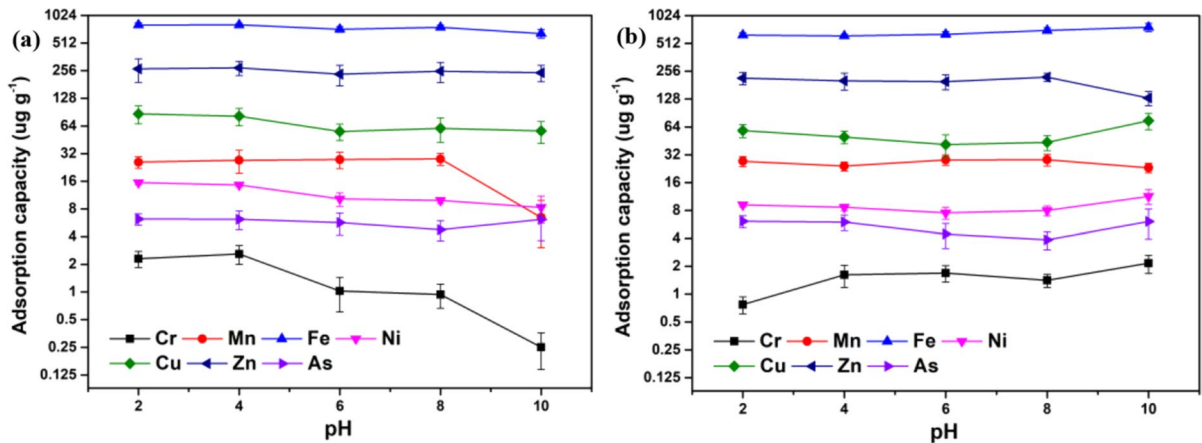 (a)
Adsorption capacity (ug g⁻¹)
1024
512
256
128
64
32
16
8
4
2
1
0.5
0.25
0.125
Cr Mn Fe Ni
Cu Zn As
2 4 6 8 10
pH
(b)
Adsorption capacity (ug g⁻¹)
1024
512
256
128
64
32
16
8
4
2
1
0.5
0.25
0.125
Cr Mn Fe Ni
Cu Zn As
2 4 6 8 10
pH